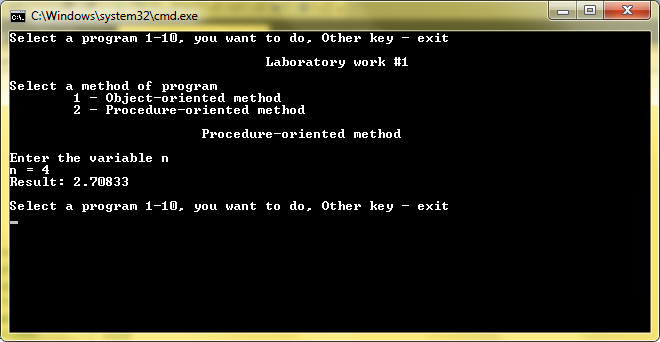 C:\Windows\system32\cmd.exe
Select a program 1-10, you want to do, Other key - exit
Laboratory work #1
Select a method of program
1 - Object-oriented method
2 - Procedure-oriented method
Procedure-oriented method
Enter the variable n
n = 4
Result: 2.70833
Select a program 1-10, you want to do, Other key - exit